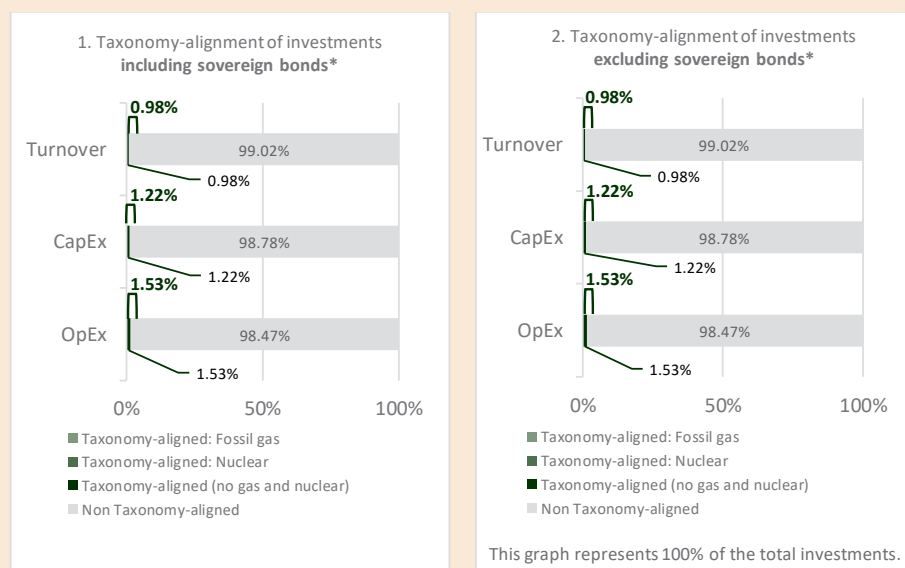 1. Taxonomy-alignment of investments
including sovereign bonds*
0.98%
Turnover
99.02%
0.98%
1.22%
CapEx
98.78%
1.22%
1.53%
OpEx
98.47%
1.53%
0%
50%
100%
Taxonomy-aligned: Fossil gas
Taxonomy-aligned: Nuclear
Taxonomy-aligned (no gas and nuclear)
Non Taxonomy-aligned
2. Taxonomy-alignment of investments
excluding sovereign bonds*
0.98%
Turnover
99.02%
0.98%
1.22%
CapEx
98.78%
1.22%
1.53%
OpEx
98.47%
1.53%
0%
50%
100%
Taxonomy-aligned: Fossil gas
Taxonomy-aligned: Nuclear
Taxonomy-aligned (no gas and nuclear)
Non Taxonomy-aligned
This graph represents 100% of the total investments.